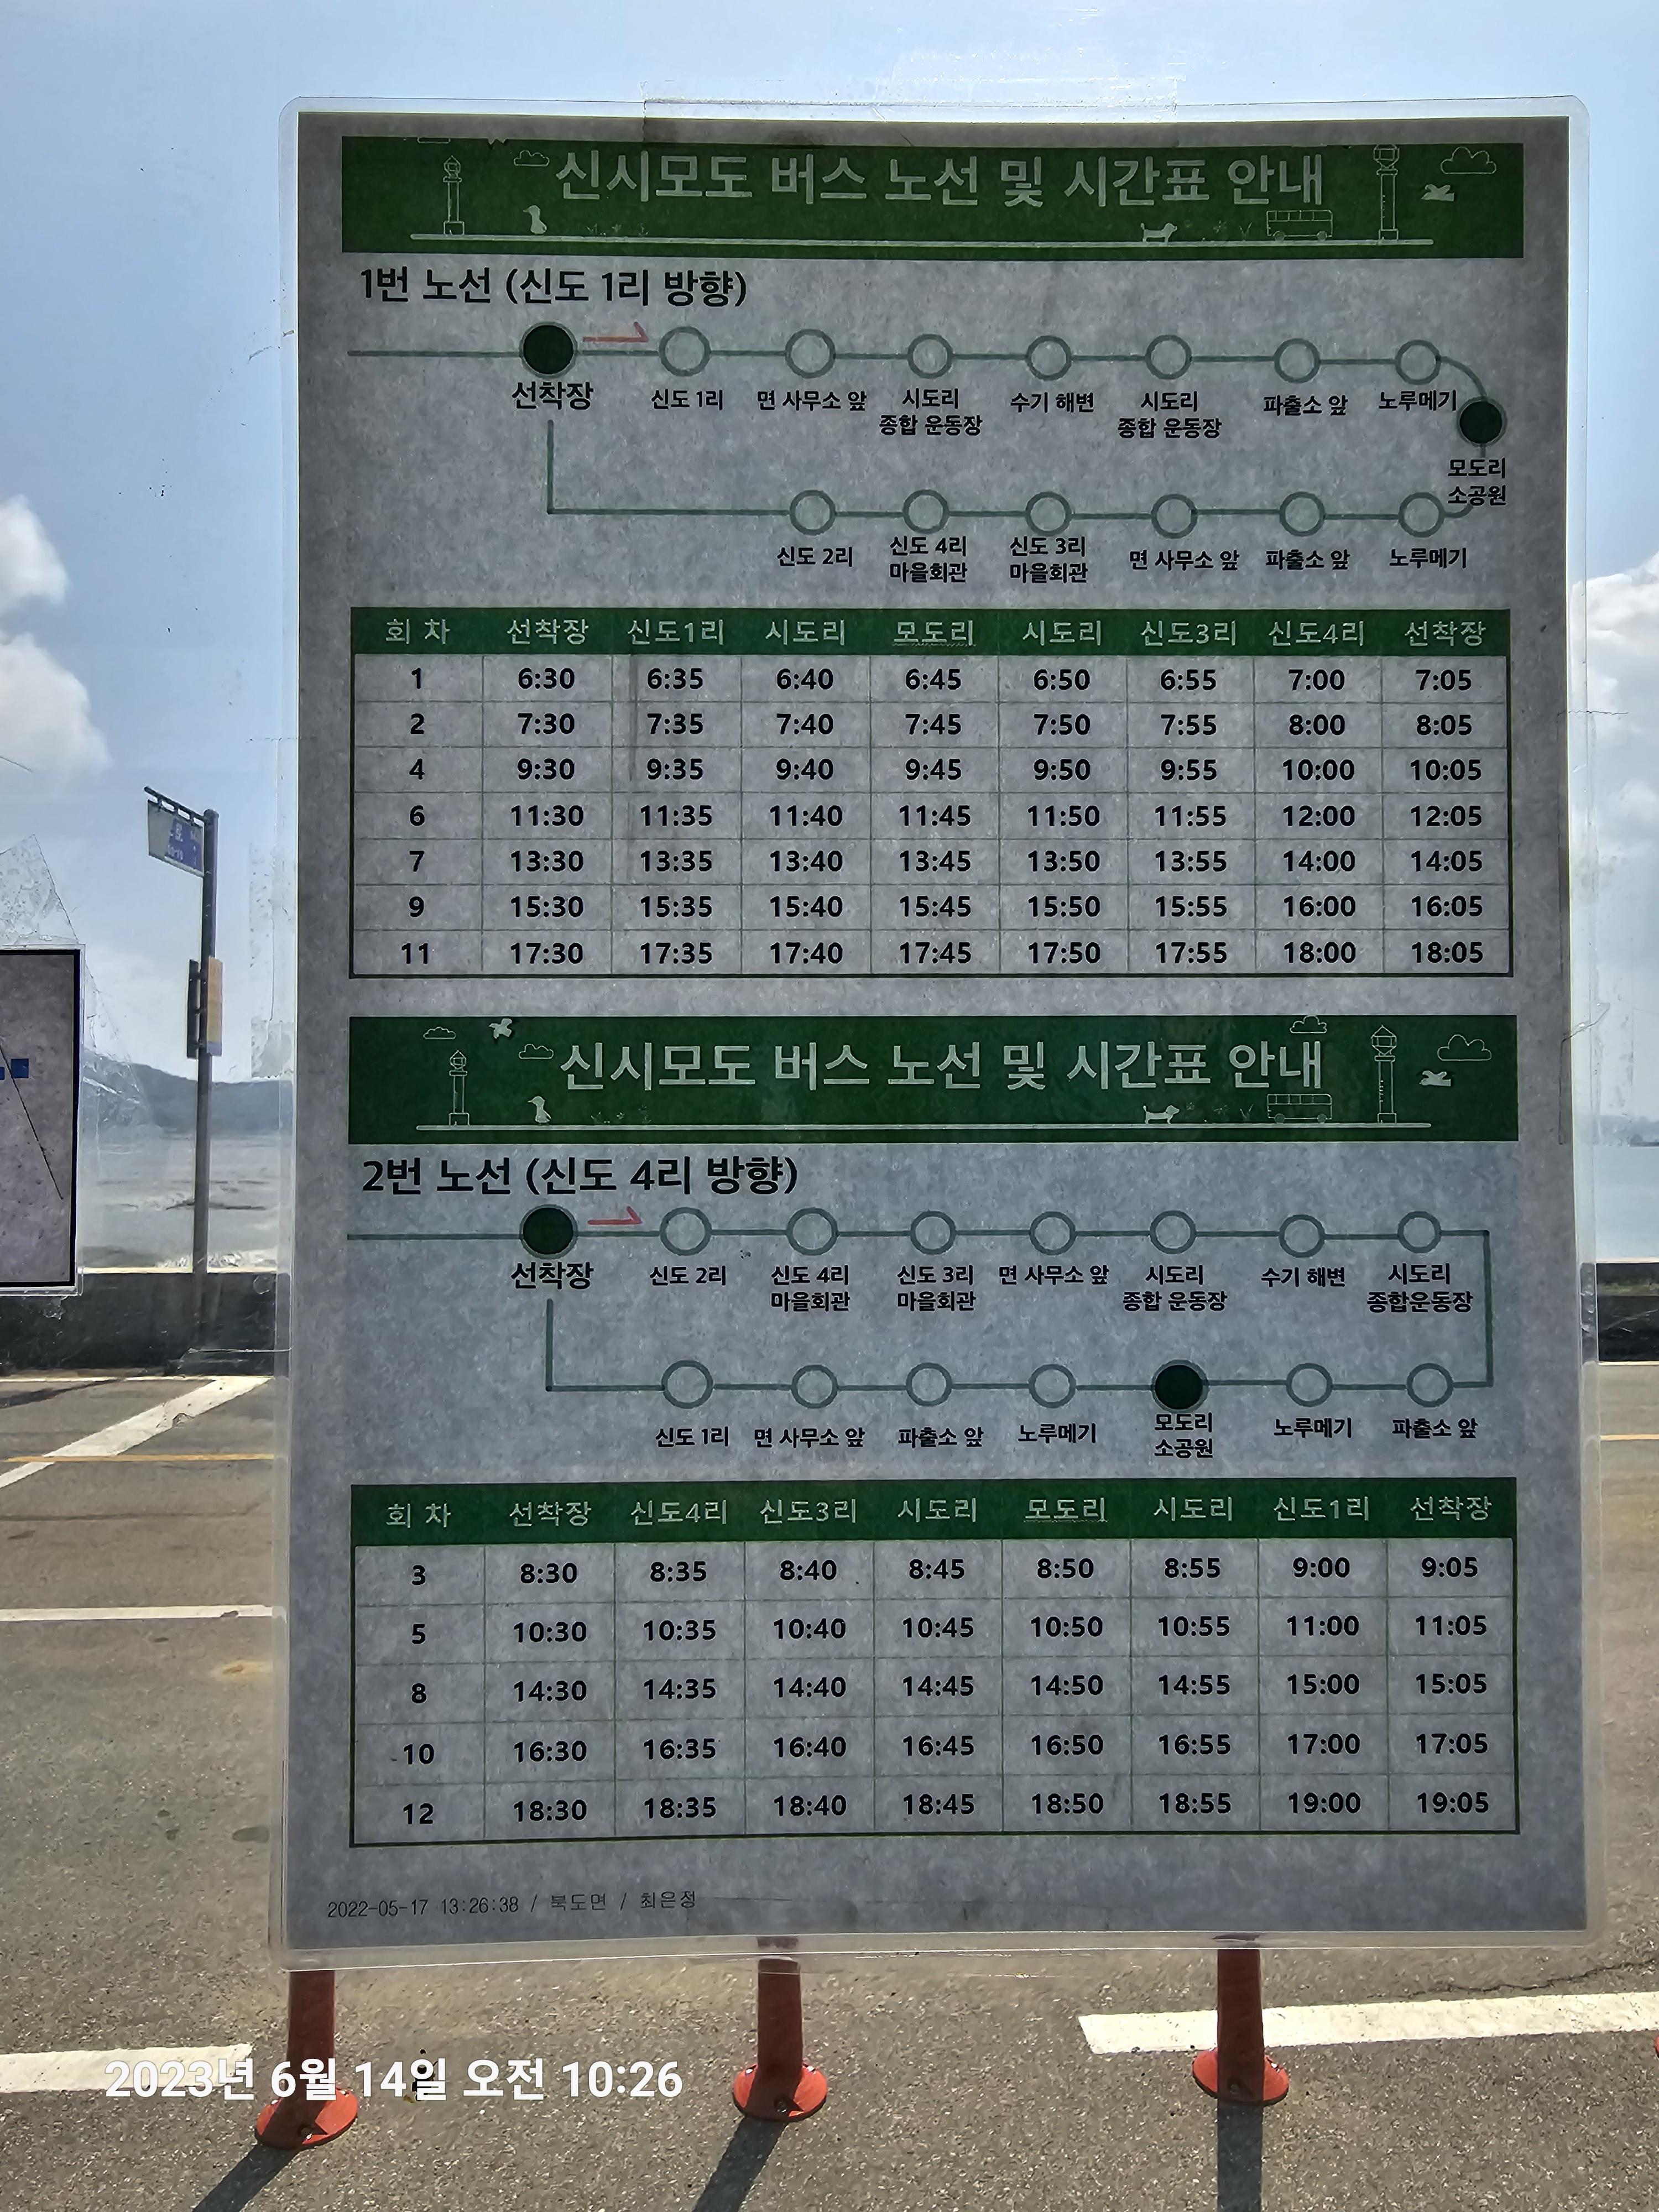 신시모도 버스 노선 및 시간표 안내
1번 노선 (신도 1리 방향)
선착장
신도 1리
면 사무소 앞
시도리
종합 운동장
수기 해변
시도리
종합 운동장
파출소 앞
노루메기
모도리
소공원
신도 2리
신도 4리
마을회관
신도 3리
마을회관
면 사무소 앞
파출소 앞
노루메기
회 차 선착장 신도1리 시도리 모도리 시도리 신도3리 신도4리 선착장
1 6:30 6:35 6:40 6:45 6:50 6:55 7:00 7:05
2 7:30 7:35 7:40 7:45 7:50 7:55 8:00 8:05
4 9:30 9:35 9:40 9:45 9:50 9:55 10:00 10:05
6 11:30 11:35 11:40 11:45 11:50 11:55 12:00 12:05
7 13:30 13:35 13:40 13:45 13:50 13:55 14:00 14:05
9 15:30 15:35 15:40 15:45 15:50 15:55 16:00 16:05
11 17:30 17:35 17:40 17:45 17:50 17:55 18:00 18:05
신시모도 버스 노선 및 시간표 안내
2번 노선 (신도 4리 방향)
선착장
신도 2리
신도 4리
마을회관
신도 3리
마을회관
면 사무소 앞
시도리
종합 운동장
수기 해변
시도리
종합운동장
신도 1리
면 사무소 앞
파출소 앞
노루메기
모도리
소공원
노루메기
파출소 앞
회 차 선착장 신도4리 신도3리 시도리 모도리 시도리 신도1리 선착장
3 8:30 8:35 8:40 8:45 8:50 8:55 9:00 9:05
5 10:30 10:35 10:40 10:45 10:50 10:55 11:00 11:05
8 14:30 14:35 14:40 14:45 14:50 14:55 15:00 15:05
10 16:30 16:35 16:40 16:45 16:50 16:55 17:00 17:05
12 18:30 18:35 18:40 18:45 18:50 18:55 19:00 19:05
2022-05-17 13:26:38 / 북도면 / 최은정
2023년 6월 14일 오전 10:26